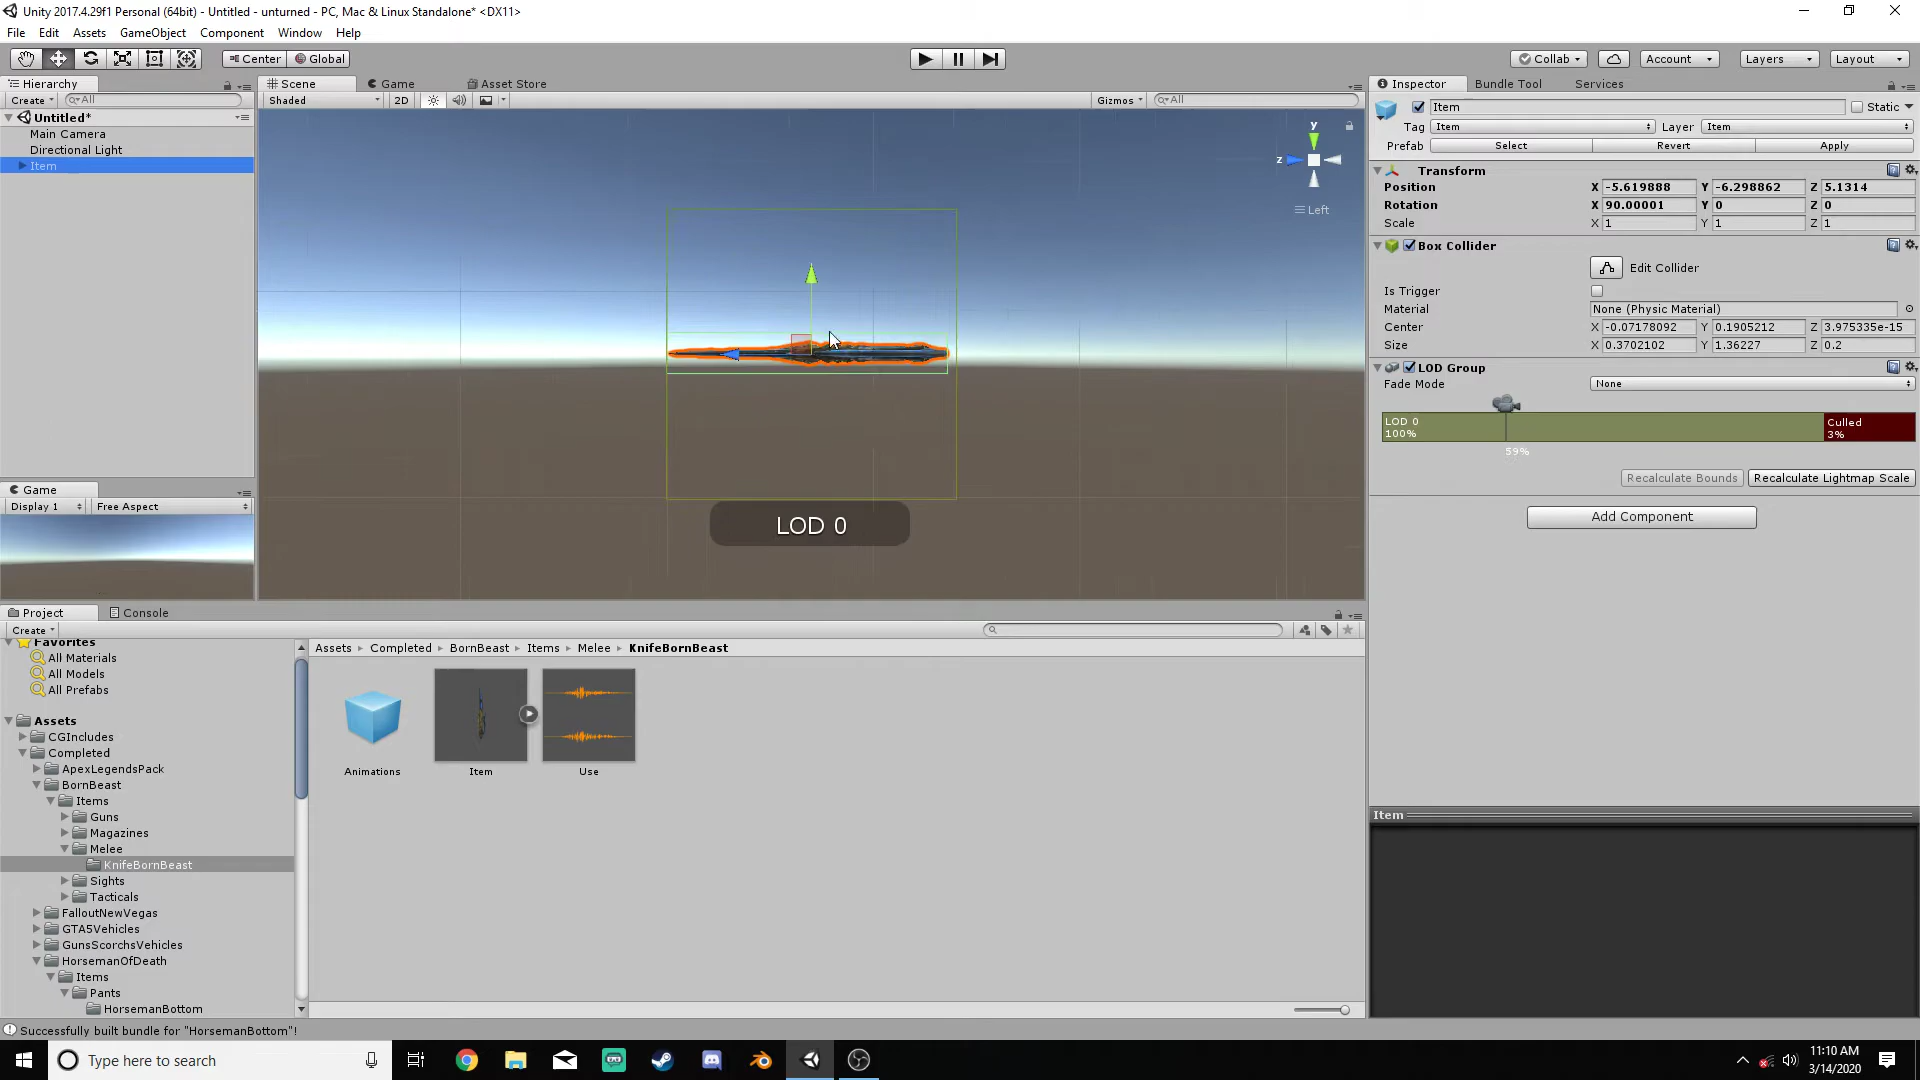 Unity 2017.4.29f1 Personal (64bit) - Untitled - unturned - PC, Mac & Linux Standalone* <DX11>
File Edit Assets GameObject Component Window Help
Center Global Collab Account Layers Layout
Hierarchy Scene Game Asset Store Inspector Bundle Tool Services
Create All Shaded 2D Gizmos All
Untitled*
Main Camera
Directional Light
Item
y
z
Left
LOD 0
Item Static
Tag Item Layer Item
Prefab Select Revert Apply
Transform
Position X -5.619888 Y -6.298862 Z 5.1314
Rotation X 90.00001 Y 0 Z 0
Scale X 1 Y 1 Z 1
Box Collider
Edit Collider
Is Trigger
Material None (Physic Material)
Center X -0.07178092 Y 0.1905212 Z 3.975335e-15
Size X 0.3702102 Y 1.36227 Z 0.2
LOD Group
Fade Mode None
LOD 0
100%
Culled
3%
59%
Recalculate Bounds Recalculate Lightmap Scale
Add Component
Item
Game
Display 1 Free Aspect
Project Console
Create
Favorites
All Materials
All Models
All Prefabs
Assets
CGIncludes
Completed
ApexLegendsPack
BornBeast
Items
Guns
Magazines
Melee
KnifeBornBeast
Sights
Tacticals
FalloutNewVegas
GTA5Vehicles
GunsScorchsVehicles
HorsemanOfDeath
Items
Pants
HorsemanBottom
Assets Completed BornBeast Items Melee KnifeBornBeast
Animations Item Use
Successfully built bundle for "HorsemanBottom"!
Type here to search
11:10 AM
3/14/2020